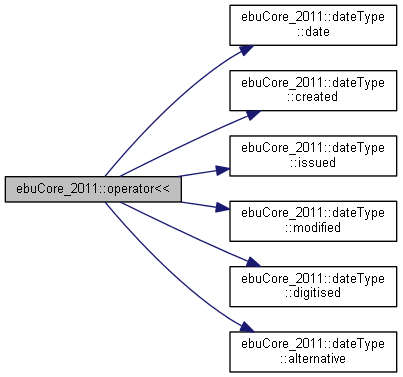 ebuCore_2011::operator<<
ebuCore_2011::dateType
::date
ebuCore_2011::dateType
::created
ebuCore_2011::dateType
::issued
ebuCore_2011::dateType
::modified
ebuCore_2011::dateType
::digitised
ebuCore_2011::dateType
::alternative